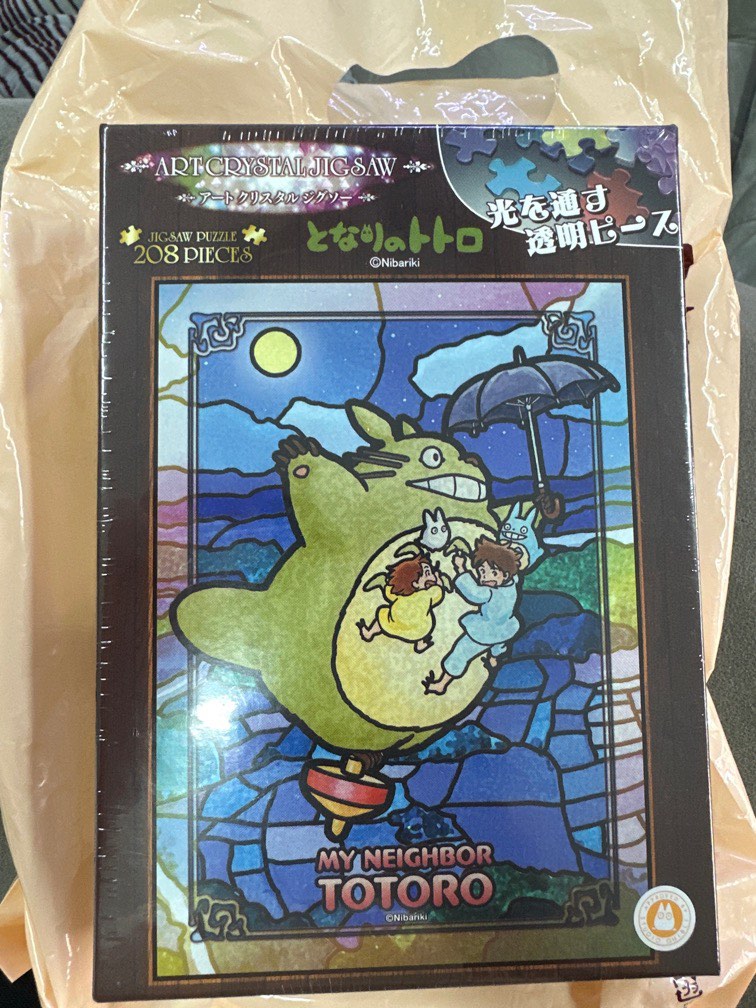 ART CRYSTAL JIGSAW
アートクリスタルジグソー
光を通す
透明ピース
JIGSAW PUZZLE
208 PIECES
となりのトトロ
©Nibariki
MY NEIGHBOR
TOTORO
©Nibariki